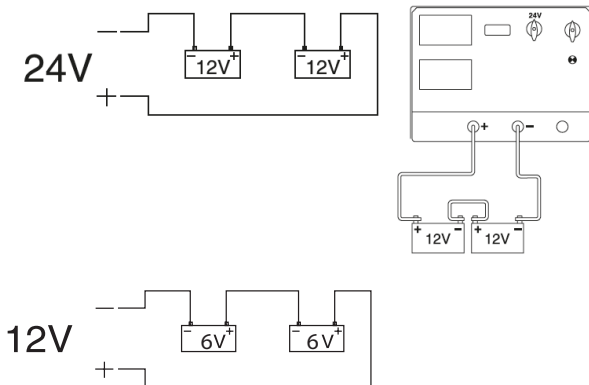 24V
−
+
− 12V +
− 12V +
24V
+ −
+ 12V −
+ 12V −
12V
−
+
− 6V +
− 6V +